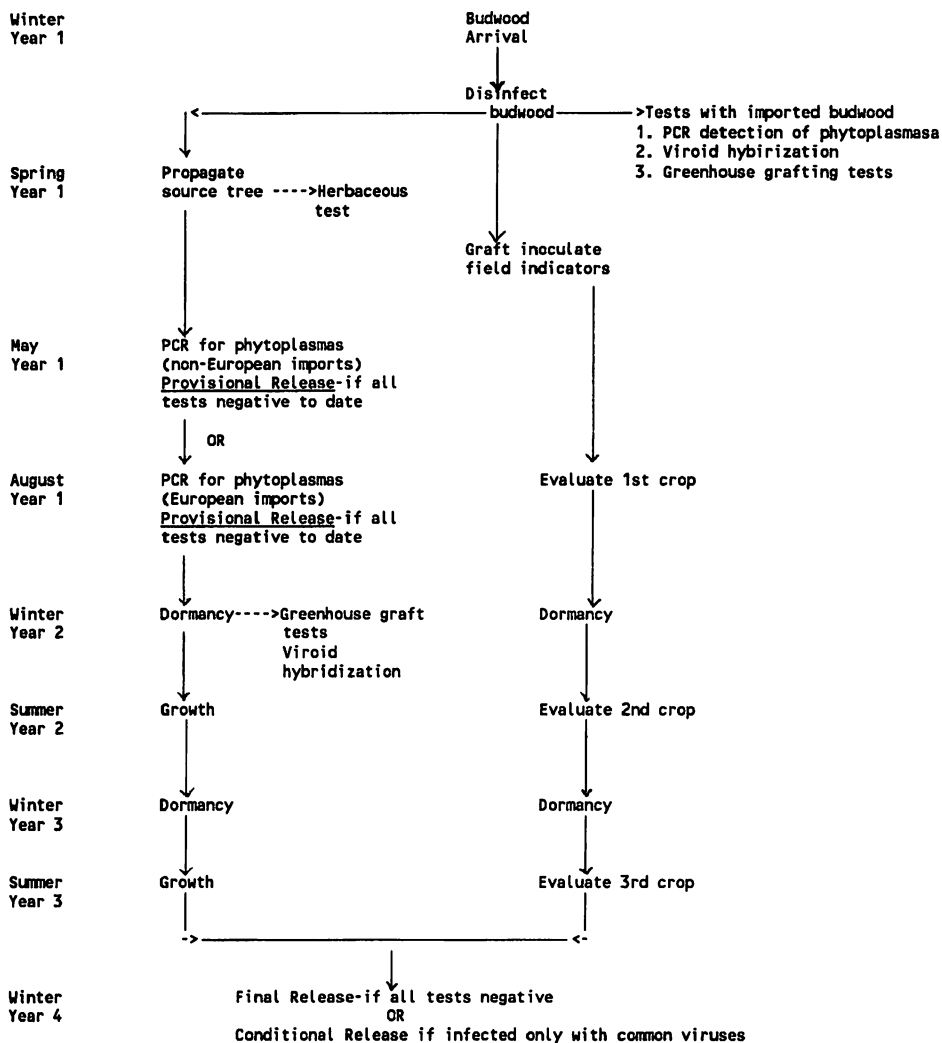 Winter
Year 1
Budwood
Arrival
Disinfect
budwood
>Tests with imported budwood
1. PCR detection of phytoplasmasa
2. Viroid hybirization
3. Greenhouse grafting tests
Spring
Year 1
Propagate
source tree ---->Herbaceous
test
Graft inoculate
field indicators
May
Year 1
PCR for phytoplasmas
(non-European imports)
Provisional Release-if all
tests negative to date
OR
August
Year 1
PCR for phytoplasmas
(European imports)
Provisional Release-if all
tests negative to date
Evaluate 1st crop
Winter
Year 2
Dormancy---->Greenhouse graft
tests
Viroid
hybridization
Dormancy
Summer
Year 2
Growth
Evaluate 2nd crop
Winter
Year 3
Dormancy
Dormancy
Summer
Year 3
Growth
Evaluate 3rd crop
Winter
Year 4
Final Release-if all tests negative
OR
Conditional Release if infected only with common viruses